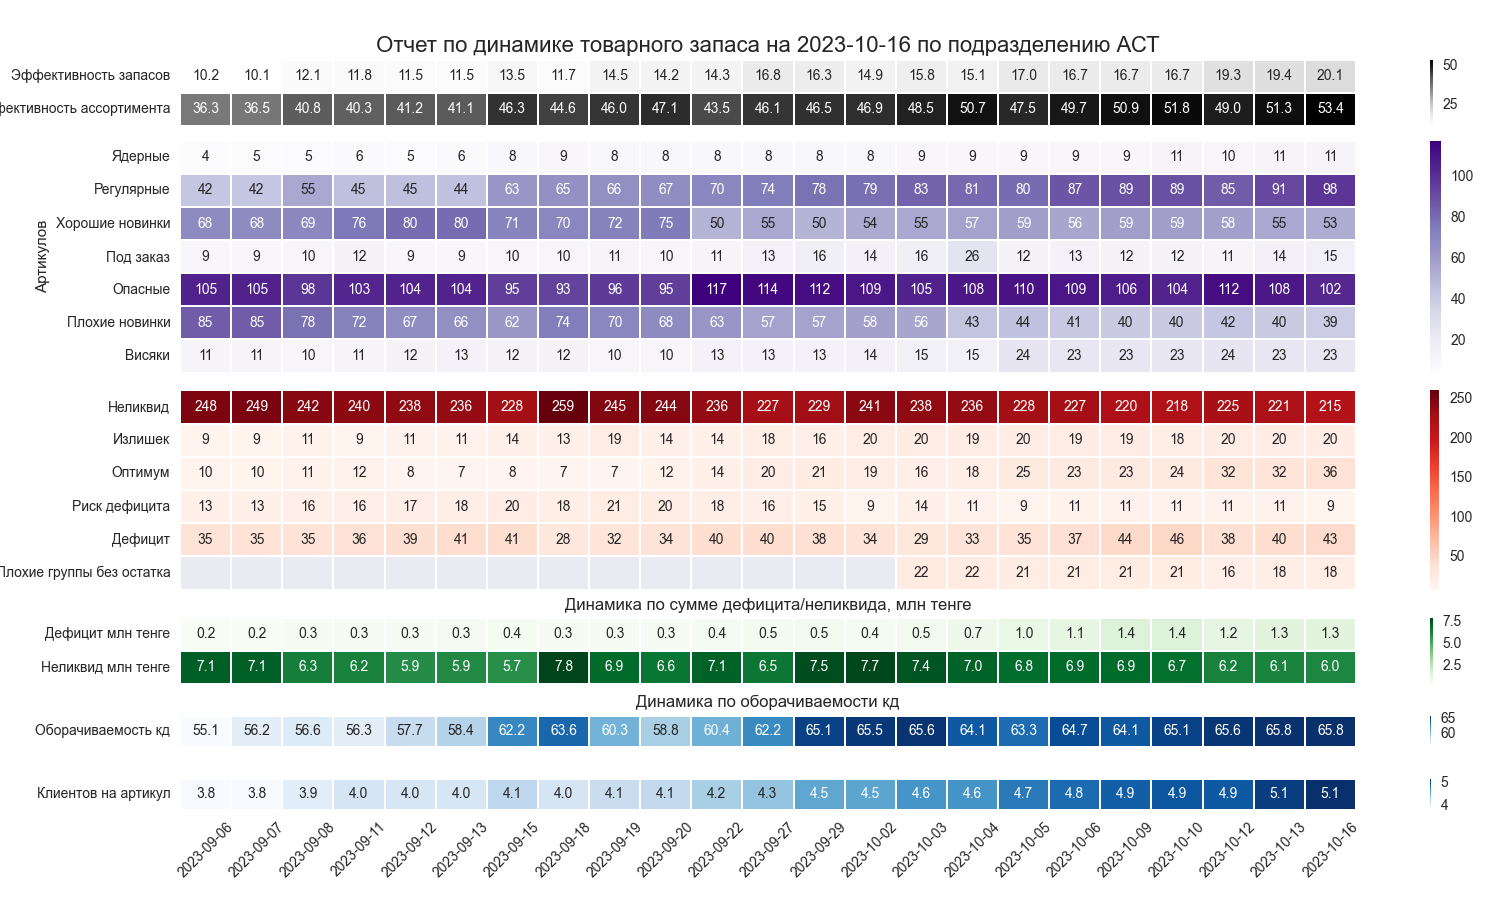 Отчет по динамике товарного запаса на 2023-10-16 по подразделению АСТ
Эффективность запасов 10.2 10.1 12.1 11.8 11.5 11.5 13.5 11.7 14.5 14.2 14.3 16.8 16.3 14.9 15.8 15.1 17.0 16.7 16.7 16.7 19.3 19.4 20.1
фективность ассортимента 36.3 36.5 40.8 40.3 41.2 41.1 46.3 44.6 46.0 47.1 43.5 46.1 46.5 46.9 48.5 50.7 47.5 49.7 50.9 51.8 49.0 51.3 53.4
50
25
Артикулов
Ядерные 4 5 5 6 5 6 8 9 8 8 8 8 8 8 9 9 9 9 9 11 10 11 11
Регулярные 42 42 55 45 45 44 63 65 66 67 70 74 78 79 83 81 80 87 89 89 85 91 98
Хорошие новинки 68 68 69 76 80 80 71 70 72 75 50 55 50 54 55 57 59 56 59 59 58 55 53
Под заказ 9 9 10 12 9 9 10 10 11 10 11 13 16 14 16 26 12 13 12 12 11 14 15
Опасные 105 105 98 103 104 104 95 93 96 95 117 114 112 109 105 108 110 109 106 104 112 108 102
Плохие новинки 85 85 78 72 67 66 62 74 70 68 63 57 57 58 56 43 44 41 40 40 42 40 39
Висяки 11 11 10 11 12 13 12 12 10 10 13 13 13 14 15 15 24 23 23 23 24 23 23
100
80
60
40
20
Неликвид 248 249 242 240 238 236 228 259 245 244 236 227 229 241 238 236 228 227 220 218 225 221 215
Излишек 9 9 11 9 11 11 14 13 19 14 14 18 16 20 20 19 20 19 19 18 20 20 20
Оптимум 10 10 11 12 8 7 8 7 7 12 14 20 21 19 16 18 25 23 23 24 32 32 36
Риск дефицита 13 13 16 16 17 18 20 18 21 20 18 16 15 9 14 11 9 11 11 11 11 11 9
Дефицит 35 35 35 36 39 41 41 28 32 34 40 40 38 34 29 33 35 37 44 46 38 40 43
Плохие группы без остатка 22 22 21 21 21 21 16 18 18
250
200
150
100
50
Динамика по сумме дефицита/неликвида, млн тенге
Дефицит млн тенге 0.2 0.2 0.3 0.3 0.3 0.3 0.4 0.3 0.3 0.3 0.4 0.5 0.5 0.4 0.5 0.7 1.0 1.1 1.4 1.4 1.2 1.3 1.3
Неликвид млн тенге 7.1 7.1 6.3 6.2 5.9 5.9 5.7 7.8 6.9 6.6 7.1 6.5 7.5 7.7 7.4 7.0 6.8 6.9 6.9 6.7 6.2 6.1 6.0
7.5
5.0
2.5
Динамика по оборачиваемости кд
Оборачиваемость кд 55.1 56.2 56.6 56.3 57.7 58.4 62.2 63.6 60.3 58.8 60.4 62.2 65.1 65.5 65.6 64.1 63.3 64.7 64.1 65.1 65.6 65.8 65.8
65
60
Клиентов на артикул 3.8 3.8 3.9 4.0 4.0 4.0 4.1 4.0 4.1 4.1 4.2 4.3 4.5 4.5 4.6 4.6 4.7 4.8 4.9 4.9 4.9 5.1 5.1
5
4
2023-09-06 2023-09-07 2023-09-08 2023-09-11 2023-09-12 2023-09-13 2023-09-15 2023-09-18 2023-09-19 2023-09-20 2023-09-22 2023-09-27 2023-09-29 2023-10-02 2023-10-03 2023-10-04 2023-10-05 2023-10-06 2023-10-09 2023-10-10 2023-10-12 2023-10-13 2023-10-16